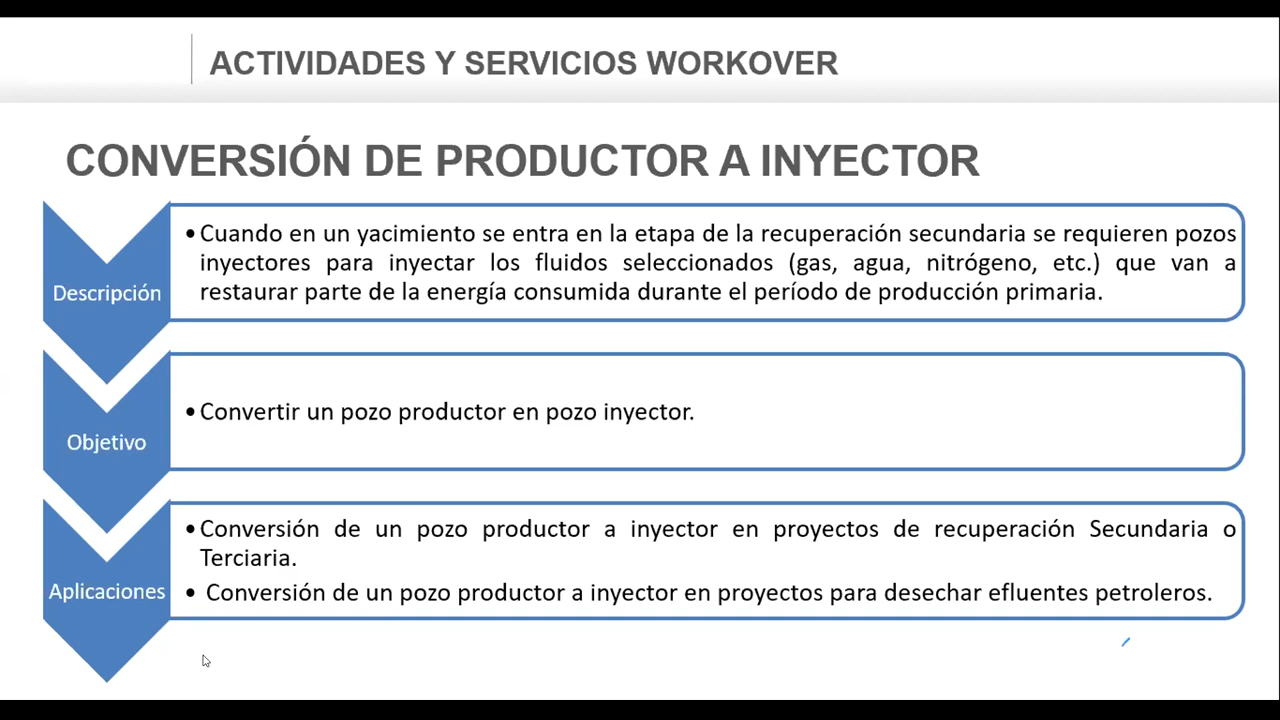 ACTIVIDADES Y SERVICIOS WORKOVER
CONVERSIÓN DE PRODUCTOR A INYECTOR
Descripción
•Cuando en un yacimiento se entra en la etapa de la recuperación secundaria se requieren pozos
inyectores para inyectar los fluidos seleccionados (gas, agua, nitrógeno, etc.) que van a
restaurar parte de la energía consumida durante el período de producción primaria.
Objetivo
•Convertir un pozo productor en pozo inyector.
Aplicaciones
•Conversión de un pozo productor a inyector en proyectos de recuperación Secundaria o
Terciaria.
• Conversión de un pozo productor a inyector en proyectos para desechar efluentes petroleros.